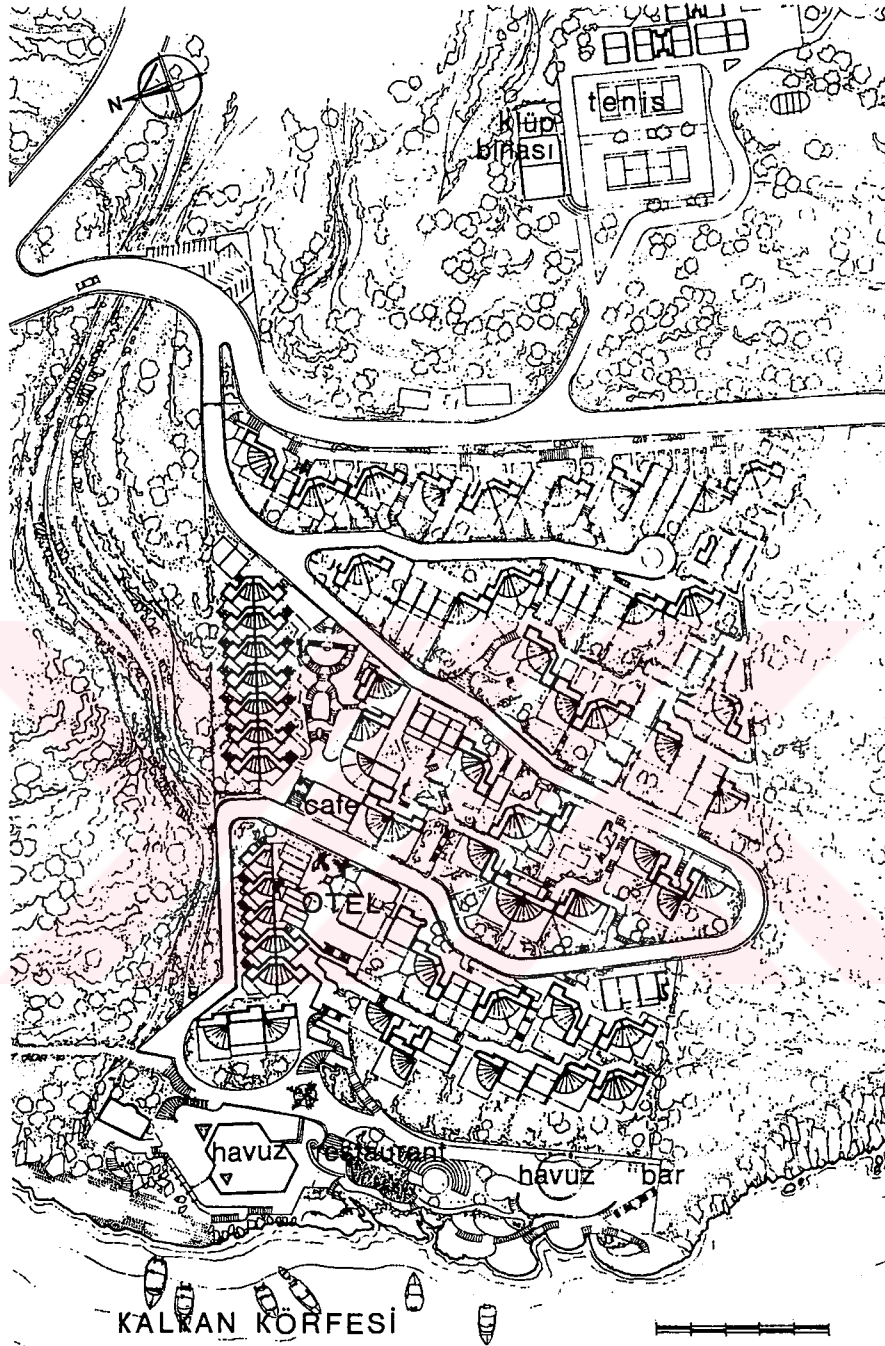 N
tenis
klüp
binası
cafe
OTEL
havuz restaurant havuz bar
KALKAN KÖRFESİ